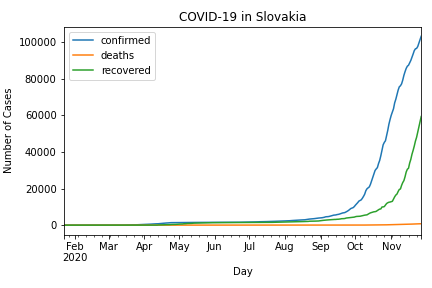 COVID-19 in Slovakia
confirmed
deaths
recovered
Number of Cases
100000
80000
60000
40000
20000
0
Feb Mar Apr May Jun Jul Aug Sep Oct Nov
2020
Day